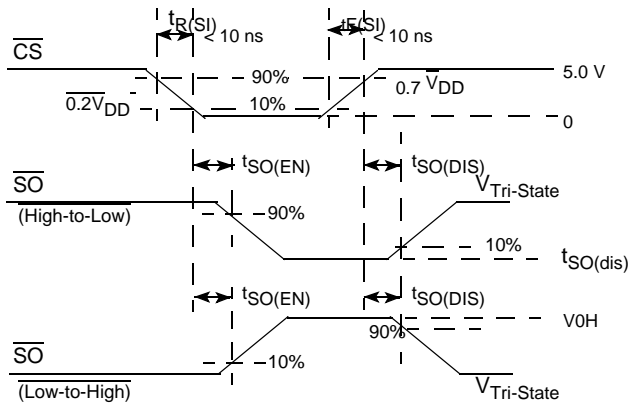 tR(SI) tF(SI)
< 10 ns < 10 ns
CS 90% 0.7 VDD 5.0 V
0.2VDD 10% 0
tSO(EN) tSO(DIS)
SO VTri-State
(High-to-Low) 90%
10%
tSO(dis)
tSO(EN) tSO(DIS)
V0H
90%
SO 10%
(Low-to-High) VTri-State